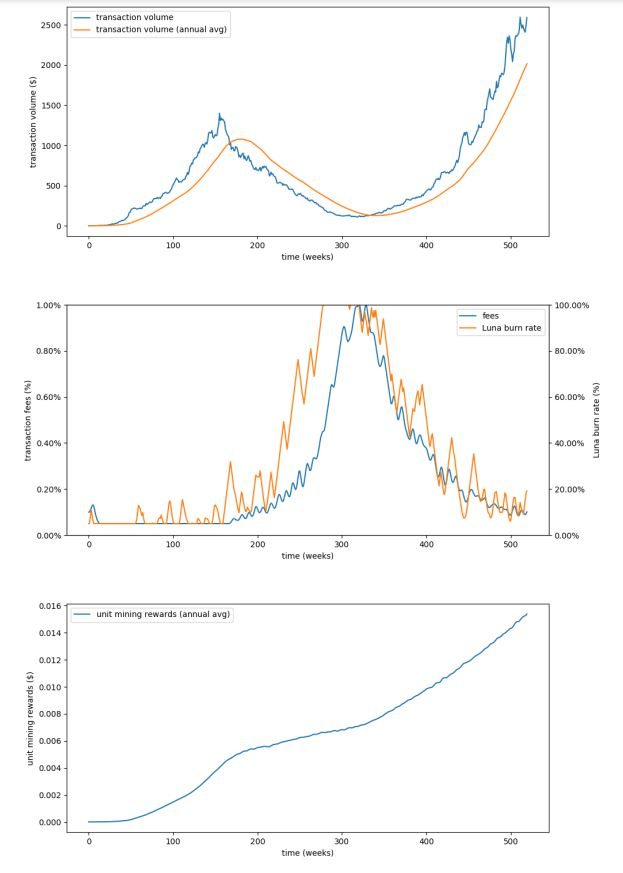 transaction volume
transaction volume (annual avg)
2500
2000
1500
1000
500
0
transaction volume ($)
0 100 200 300 400 500
time (weeks)
1.00% 100.00%
fees
Luna burn rate
0.80% 80.00%
0.60% 60.00%
0.40% 40.00%
0.20% 20.00%
0.00% 0.00%
transaction fees (%)
Luna burn rate (%)
0 100 200 300 400 500
time (weeks)
0.016
unit mining rewards (annual avg)
0.014
0.012
0.010
0.008
0.006
0.004
0.002
0.000
unit mining rewards ($)
0 100 200 300 400 500
time (weeks)